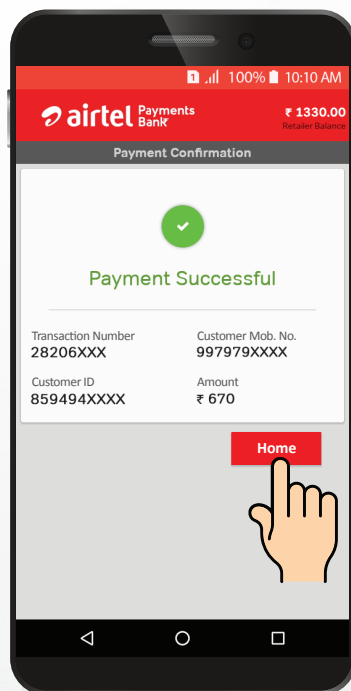 1 100% 10:10 AM
airtel Payments Bank ₹ 1330.00
Retailer Balance
Payment Confirmation
Payment Successful
Transaction Number Customer Mob. No.
28206XXX 997979XXXX
Customer ID Amount
859494XXXX ₹ 670
Home